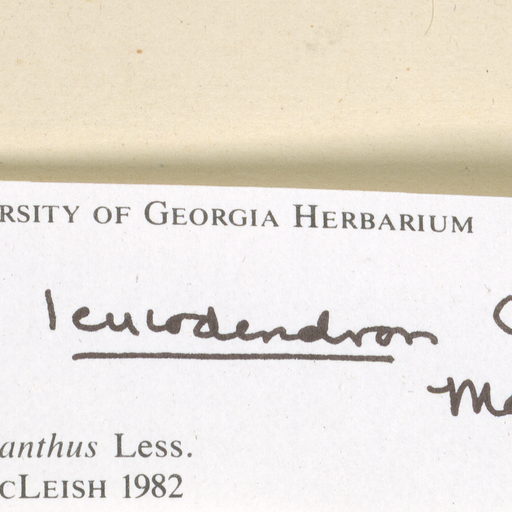 RSITY OF GEORGIA HERBARIUM
leucodendron
anthus Less.
CLEISH 1982